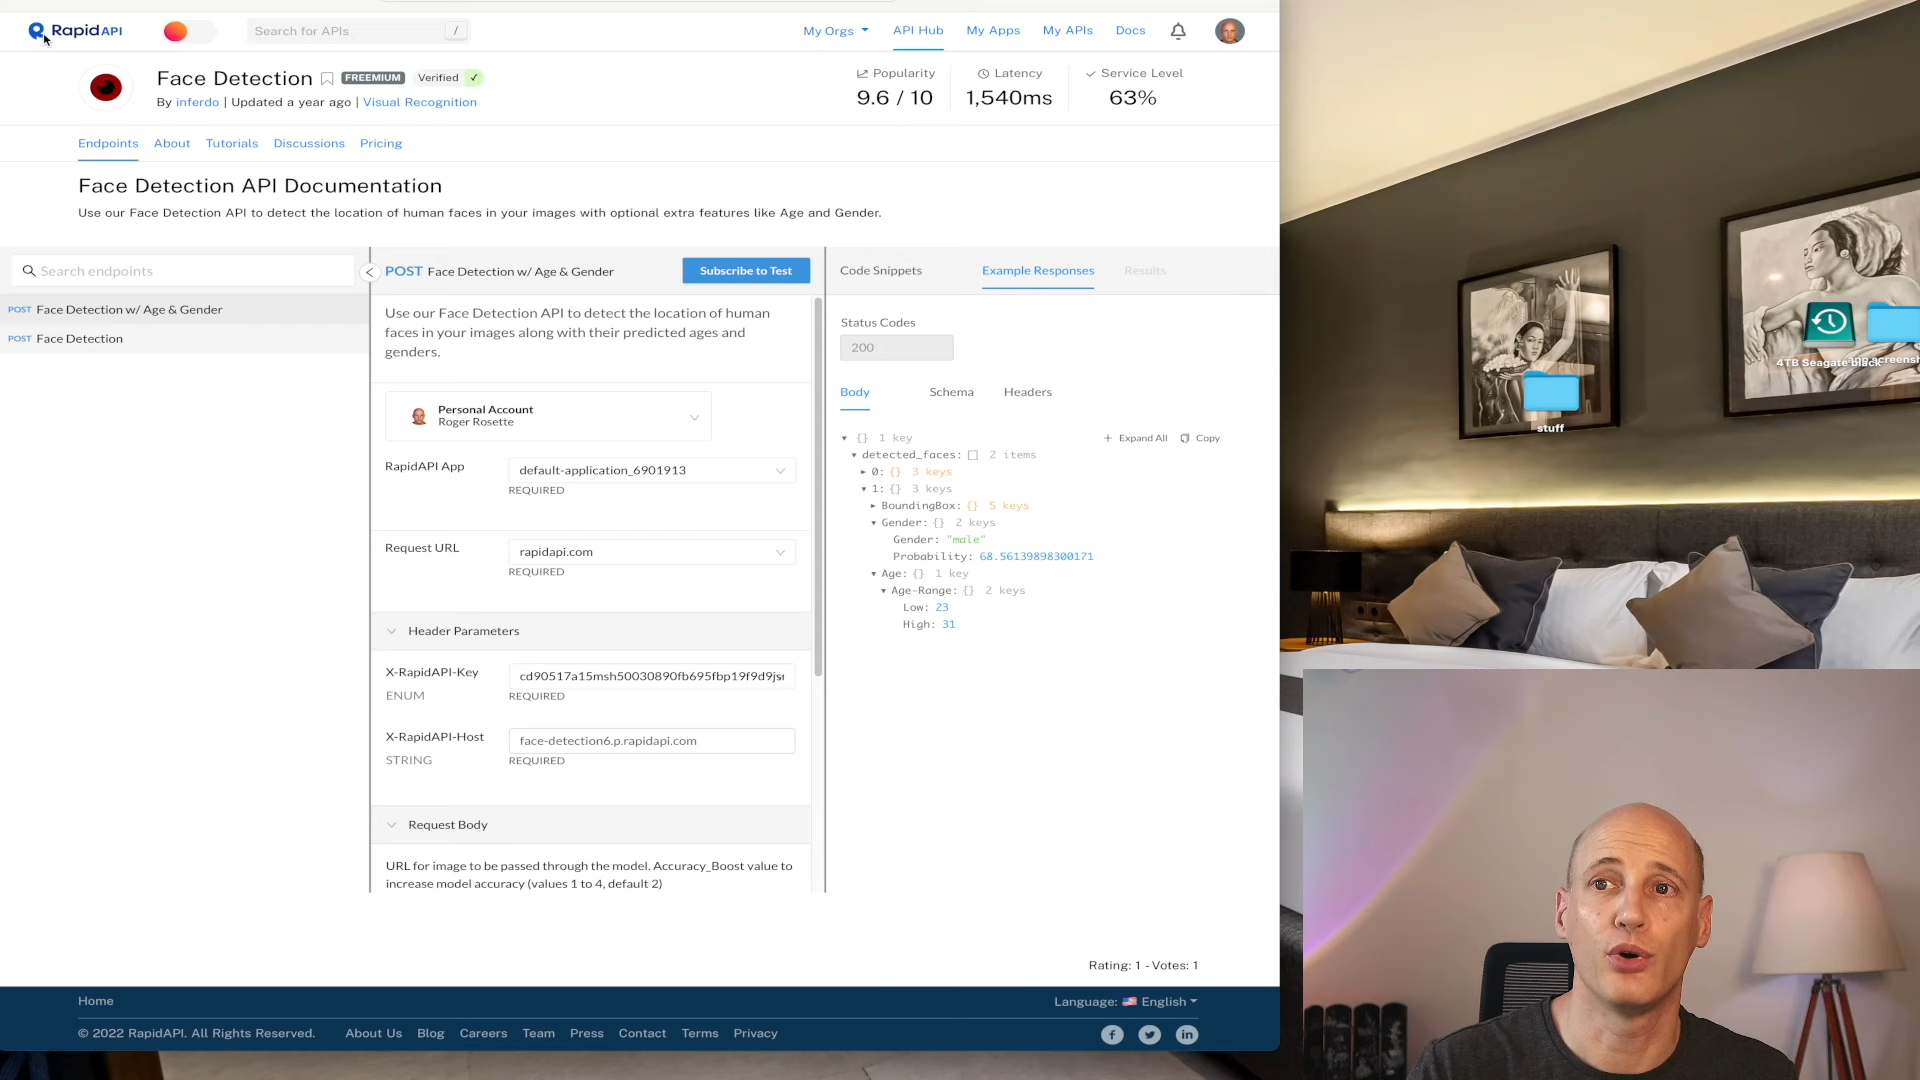 RapidAPI
Search for APIs
/
My Orgs
API Hub
My Apps
My APIs
Docs
Face Detection
FREEMIUM
Verified ✓
By inferdo | Updated a year ago | Visual Recognition
Popularity
9.6 / 10
Latency
1,540ms
Service Level
63%
Endpoints
About
Tutorials
Discussions
Pricing
Face Detection API Documentation
Use our Face Detection API to detect the location of human faces in your images with optional extra features like Age and Gender.
Search endpoints
POST Face Detection w/ Age & Gender
POST Face Detection
POST Face Detection w/ Age & Gender
Subscribe to Test
Use our Face Detection API to detect the location of human
faces in your images along with their predicted ages and
genders.
Personal Account
Roger Rosette
RapidAPI App
default-application_6901913
REQUIRED
Request URL
rapidapi.com
REQUIRED
Header Parameters
X-RapidAPI-Key
ENUM
cd90517a15msh50030890fb695fbp19f9d9jsr
REQUIRED
X-RapidAPI-Host
STRING
face-detection6.p.rapidapi.com
REQUIRED
Request Body
URL for image to be passed through the model. Accuracy_Boost value to
increase model accuracy (values 1 to 4, default 2)
Code Snippets
Example Responses
Results
Status Codes
200
Body
Schema
Headers
{} 1 key
+ Expand All
Copy
detected_faces: [] 2 items
0: {} 3 keys
1: {} 3 keys
BoundingBox: {} 5 keys
Gender: {} 2 keys
Gender: "male"
Probability: 68.56139898300171
Age: {} 1 key
Age-Range: {} 2 keys
Low: 23
High: 31
Rating: 1 - Votes: 1
Home
Language: English
© 2022 RapidAPI. All Rights Reserved.
About Us
Blog
Careers
Team
Press
Contact
Terms
Privacy
stuff
4TB Seagate black